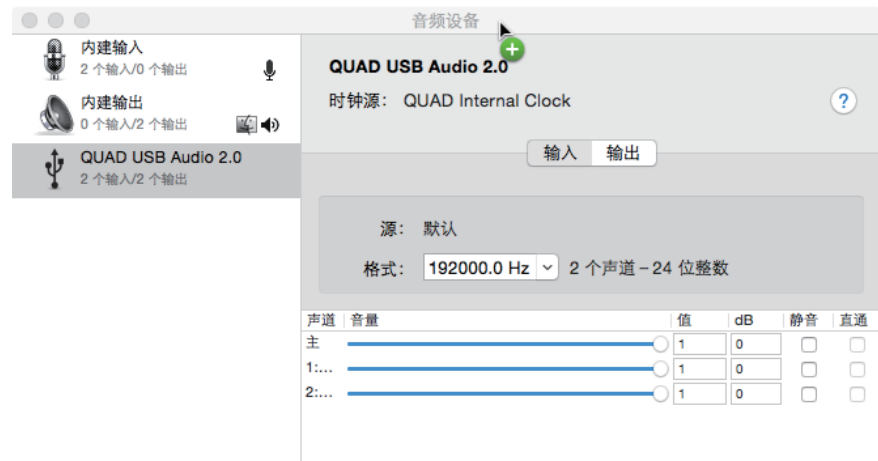 音频设备
内建输入
2 个输入/0 个输出
内建输出
0 个输入/2 个输出
QUAD USB Audio 2.0
2 个输入/2 个输出
QUAD USB Audio 2.0
时钟源： QUAD Internal Clock
?
输入 输出
源： 默认
格式： 192000.0 Hz 2 个声道 – 24 位整数
声道 音量 值 dB 静音 直通
主 1 0
1:... 1 0
2:... 1 0